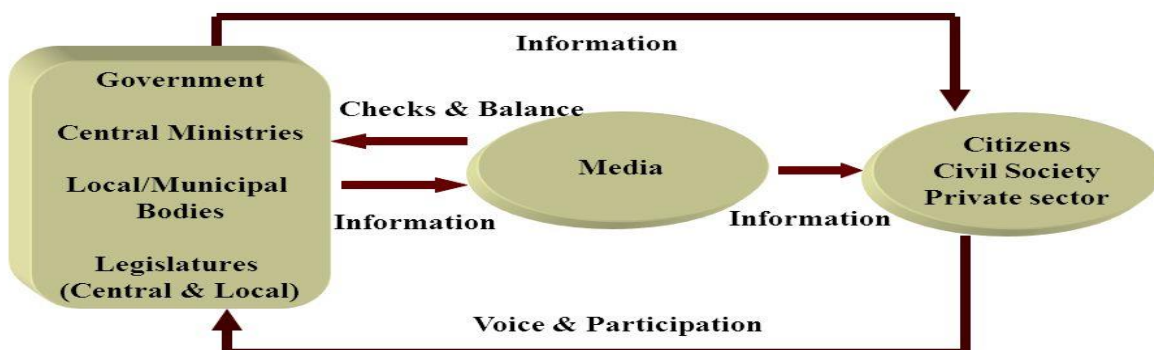 Information
Government
Central Ministries
Local/Municipal
Bodies
Legislatures
(Central & Local)
Checks & Balance
Information
Media
Information
Citizens
Civil Society
Private sector
Voice & Participation